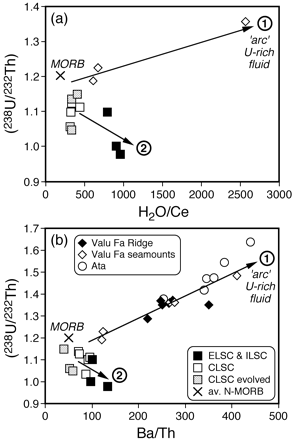 (a)
1.4
1.3
1.2
1.1
1.0
0.9
(238U/232Th)
MORB
1
'arc'
U-rich
fluid
2
0 500 1000 1500 2000 2500 3000
H2O/Ce
(b)
1.7
1.6
1.5
1.4
1.3
1.2
1.1
1.0
0.9
(238U/232Th)
Valu Fa Ridge
Valu Fa seamounts
Ata
1
'arc'
U-rich
fluid
MORB
2
ELSC & ILSC
CLSC
CLSC evolved
av. N-MORB
0 100 200 300 400 500
Ba/Th